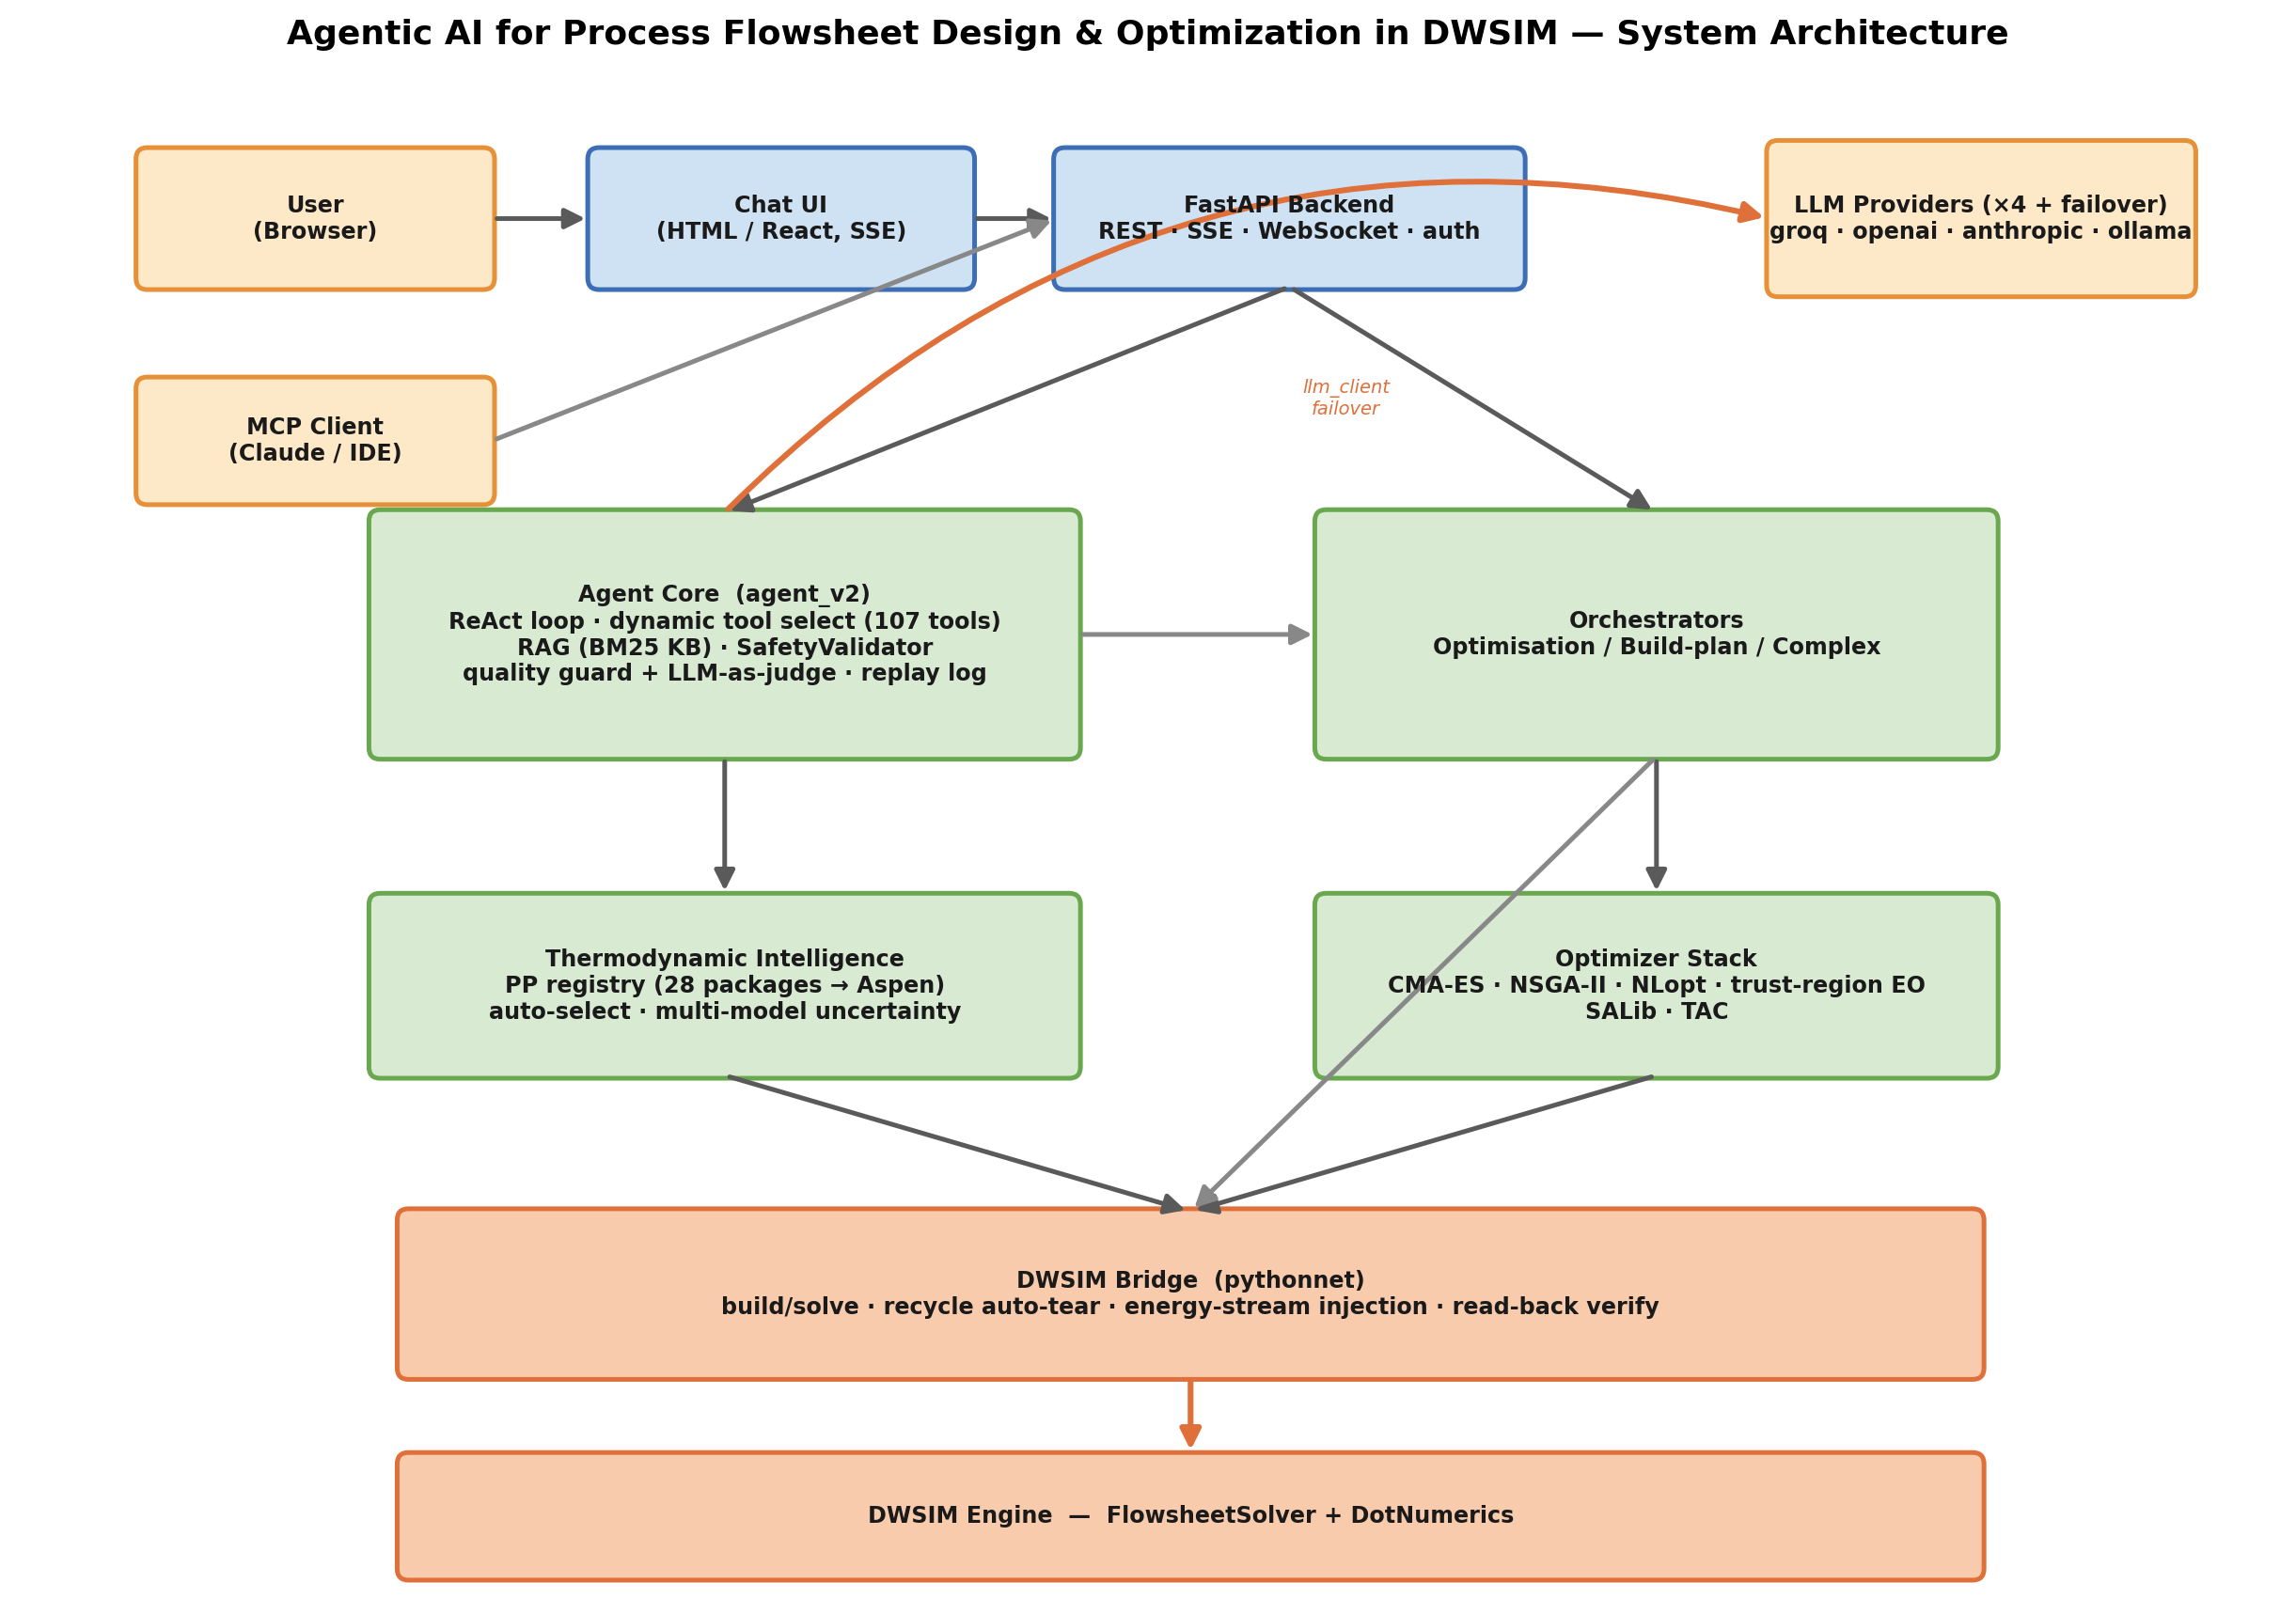 Agentic AI for Process Flowsheet Design & Optimization in DWSIM — System Architecture
User
(Browser)
Chat UI
(HTML / React, SSE)
FastAPI Backend
REST · SSE · WebSocket · auth
LLM Providers (×4 + failover)
groq · openai · anthropic · ollama
MCP Client
(Claude / IDE)
llm_client
failover
Agent Core  (agent_v2)
ReAct loop · dynamic tool select (107 tools)
RAG (BM25 KB) · SafetyValidator
quality guard + LLM-as-judge · replay log
Orchestrators
Optimisation / Build-plan / Complex
Thermodynamic Intelligence
PP registry (28 packages → Aspen)
auto-select · multi-model uncertainty
Optimizer Stack
CMA-ES · NSGA-II · NLopt · trust-region EO
SALib · TAC
DWSIM Bridge  (pythonnet)
build/solve · recycle auto-tear · energy-stream injection · read-back verify
DWSIM Engine  —  FlowsheetSolver + DotNumerics